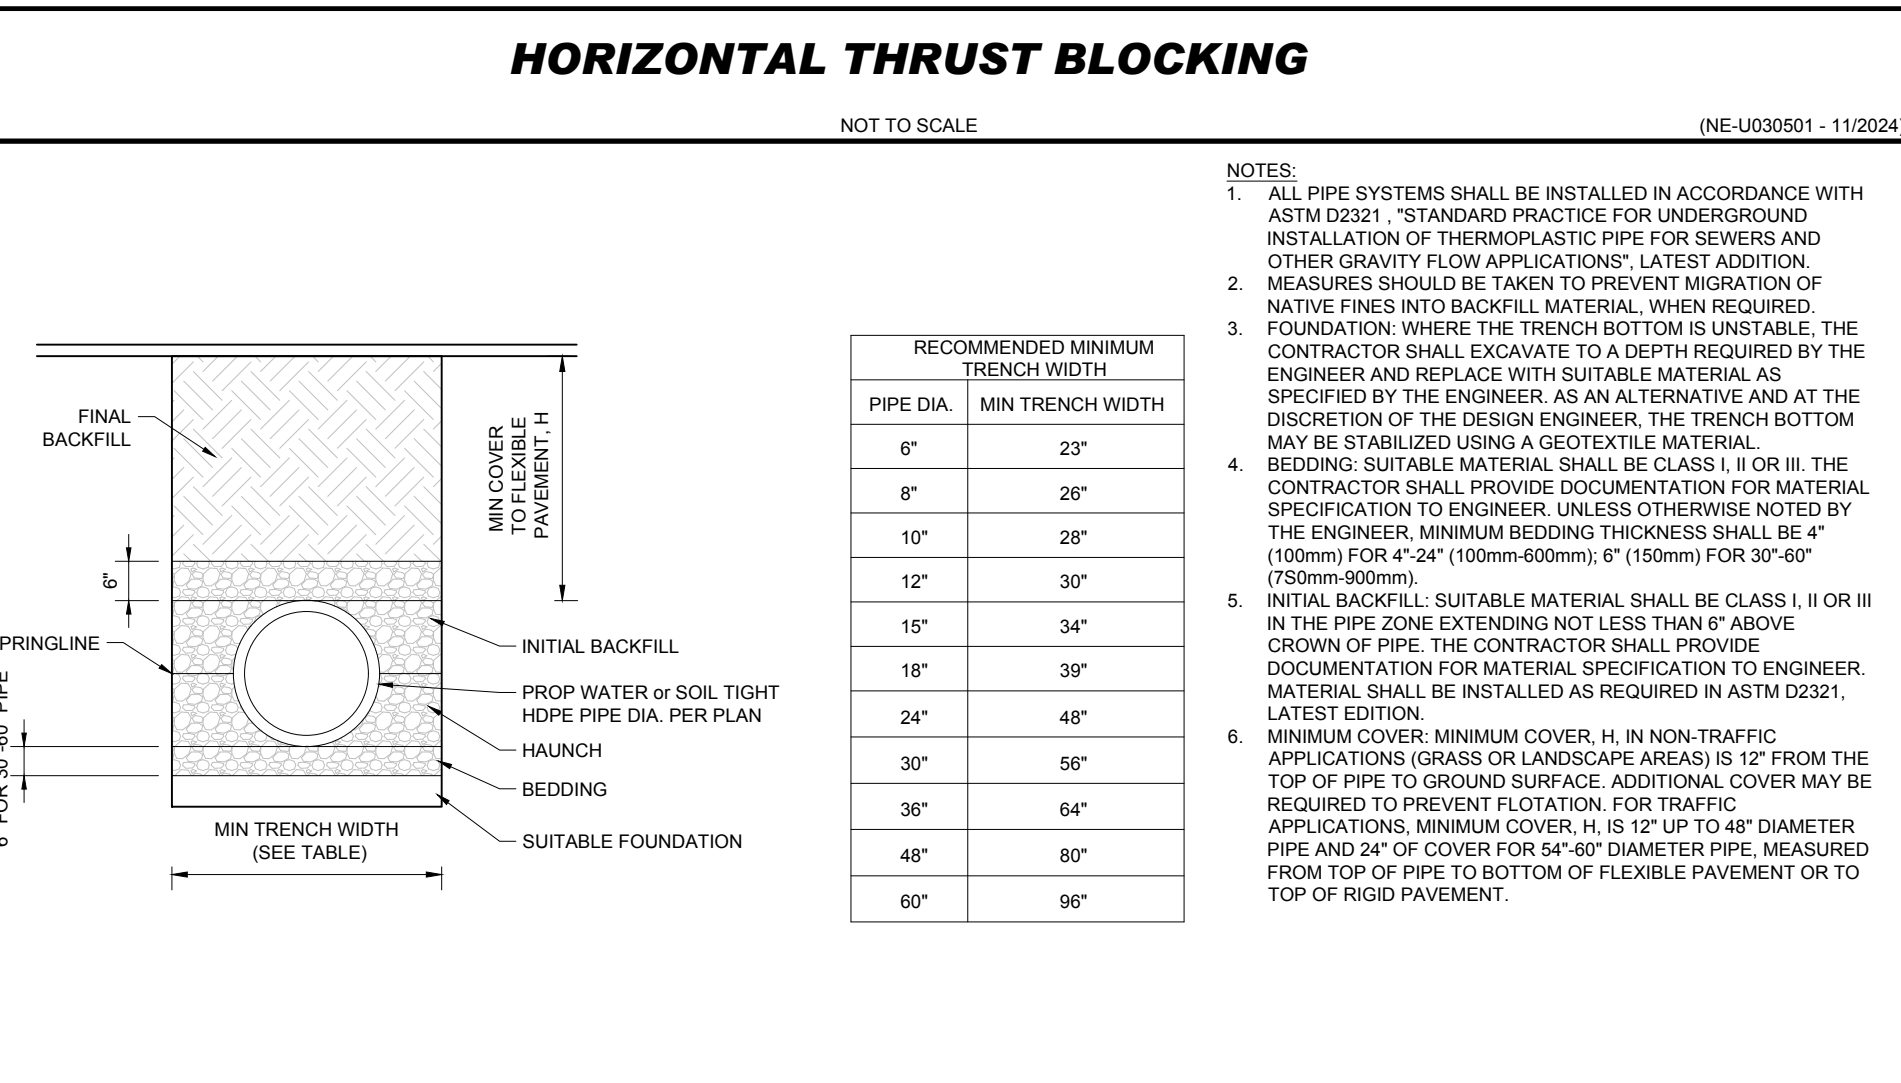 HORIZONTAL THRUST BLOCKING
NOT TO SCALE
(NE-U030501 - 11/2024)
FINAL
BACKFILL
6"
PRINGLINE
6" FOR 30"-60" PIPE
MIN COVER
TO FLEXIBLE
PAVEMENT, H
INITIAL BACKFILL
PROP WATER or SOIL TIGHT
HDPE PIPE DIA. PER PLAN
HAUNCH
BEDDING
SUITABLE FOUNDATION
MIN TRENCH WIDTH
(SEE TABLE)
RECOMMENDED MINIMUM
TRENCH WIDTH
PIPE DIA. MIN TRENCH WIDTH
6" 23"
8" 26"
10" 28"
12" 30"
15" 34"
18" 39"
24" 48"
30" 56"
36" 64"
48" 80"
60" 96"
NOTES:
1. ALL PIPE SYSTEMS SHALL BE INSTALLED IN ACCORDANCE WITH
ASTM D2321 , "STANDARD PRACTICE FOR UNDERGROUND
INSTALLATION OF THERMOPLASTIC PIPE FOR SEWERS AND
OTHER GRAVITY FLOW APPLICATIONS", LATEST ADDITION.
2. MEASURES SHOULD BE TAKEN TO PREVENT MIGRATION OF
NATIVE FINES INTO BACKFILL MATERIAL, WHEN REQUIRED.
3. FOUNDATION: WHERE THE TRENCH BOTTOM IS UNSTABLE, THE
CONTRACTOR SHALL EXCAVATE TO A DEPTH REQUIRED BY THE
ENGINEER AND REPLACE WITH SUITABLE MATERIAL AS
SPECIFIED BY THE ENGINEER. AS AN ALTERNATIVE AND AT THE
DISCRETION OF THE DESIGN ENGINEER, THE TRENCH BOTTOM
MAY BE STABILIZED USING A GEOTEXTILE MATERIAL.
4. BEDDING: SUITABLE MATERIAL SHALL BE CLASS I, II OR III. THE
CONTRACTOR SHALL PROVIDE DOCUMENTATION FOR MATERIAL
SPECIFICATION TO ENGINEER. UNLESS OTHERWISE NOTED BY
THE ENGINEER, MINIMUM BEDDING THICKNESS SHALL BE 4"
(100mm) FOR 4"-24" (100mm-600mm); 6" (150mm) FOR 30"-60"
(7S0mm-900mm).
5. INITIAL BACKFILL: SUITABLE MATERIAL SHALL BE CLASS I, II OR III
IN THE PIPE ZONE EXTENDING NOT LESS THAN 6" ABOVE
CROWN OF PIPE. THE CONTRACTOR SHALL PROVIDE
DOCUMENTATION FOR MATERIAL SPECIFICATION TO ENGINEER.
MATERIAL SHALL BE INSTALLED AS REQUIRED IN ASTM D2321,
LATEST EDITION.
6. MINIMUM COVER: MINIMUM COVER, H, IN NON-TRAFFIC
APPLICATIONS (GRASS OR LANDSCAPE AREAS) IS 12" FROM THE
TOP OF PIPE TO GROUND SURFACE. ADDITIONAL COVER MAY BE
REQUIRED TO PREVENT FLOTATION. FOR TRAFFIC
APPLICATIONS, MINIMUM COVER, H, IS 12" UP TO 48" DIAMETER
PIPE AND 24" OF COVER FOR 54"-60" DIAMETER PIPE, MEASURED
FROM TOP OF PIPE TO BOTTOM OF FLEXIBLE PAVEMENT OR TO
TOP OF RIGID PAVEMENT.